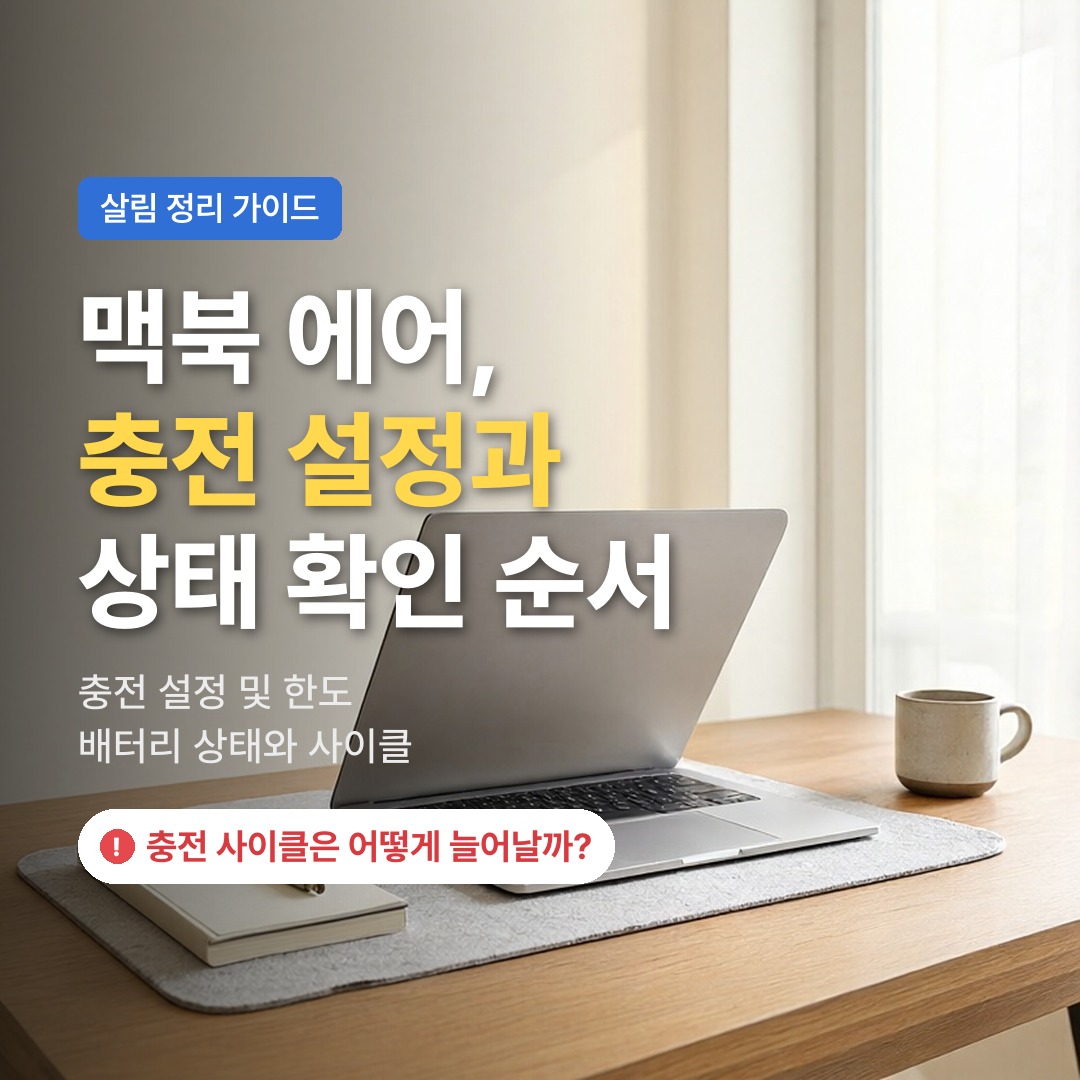 살림 정리 가이드
맥북 에어,
충전 설정과
상태 확인 순서
충전 설정 및 한도
배터리 상태와 사이클
! 충전 사이클은 어떻게 늘어날까?